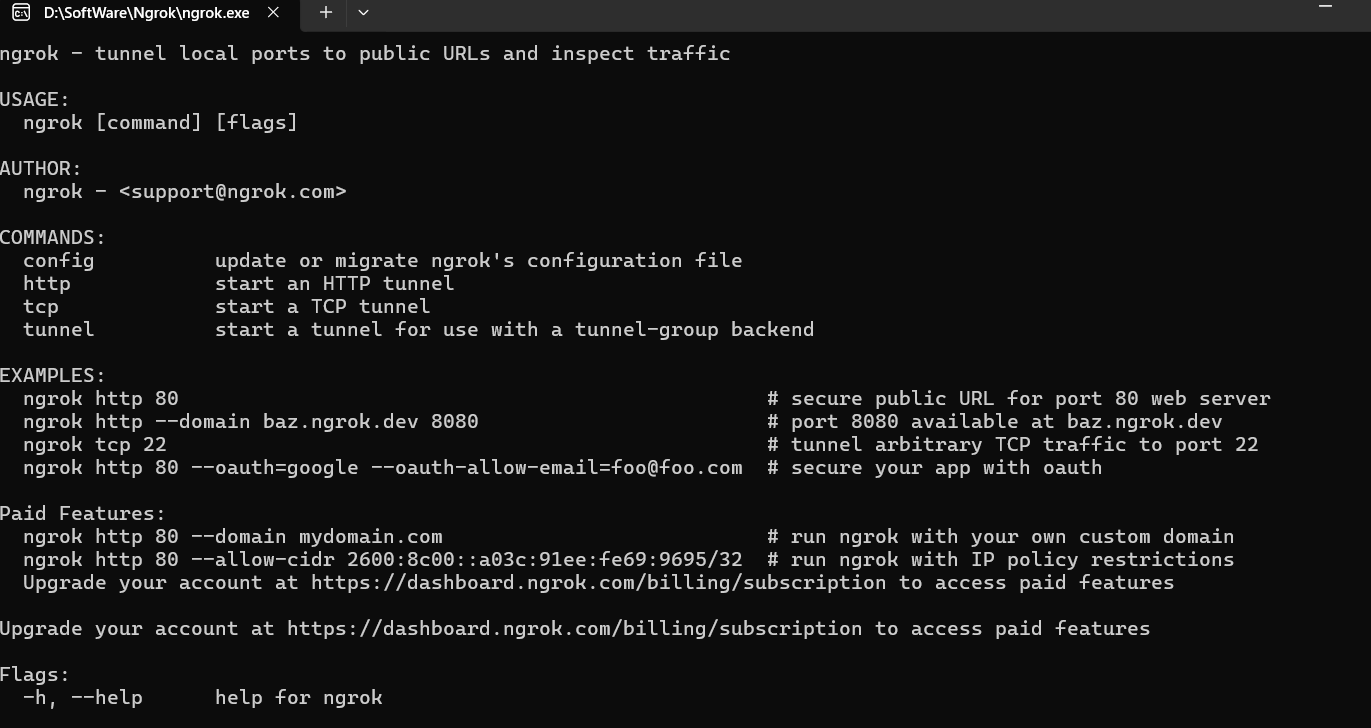 D:\SoftWare\Ngrok\ngrok.exe
ngrok - tunnel local ports to public URLs and inspect traffic
USAGE:
  ngrok [command] [flags]
AUTHOR:
  ngrok - <support@ngrok.com>
COMMANDS:
  config          update or migrate ngrok's configuration file
  http            start an HTTP tunnel
  tcp             start a TCP tunnel
  tunnel          start a tunnel for use with a tunnel-group backend
EXAMPLES:
  ngrok http 80                                                 # secure public URL for port 80 web server
  ngrok http --domain baz.ngrok.dev 8080                        # port 8080 available at baz.ngrok.dev
  ngrok tcp 22                                                  # tunnel arbitrary TCP traffic to port 22
  ngrok http 80 --oauth=google --oauth-allow-email=foo@foo.com  # secure your app with oauth
Paid Features:
  ngrok http 80 --domain mydomain.com                           # run ngrok with your own custom domain
  ngrok http 80 --allow-cidr 2600:8c00::a03c:91ee:fe69:9695/32  # run ngrok with IP policy restrictions
  Upgrade your account at https://dashboard.ngrok.com/billing/subscription to access paid features
Upgrade your account at https://dashboard.ngrok.com/billing/subscription to access paid features
Flags:
  -h, --help      help for ngrok